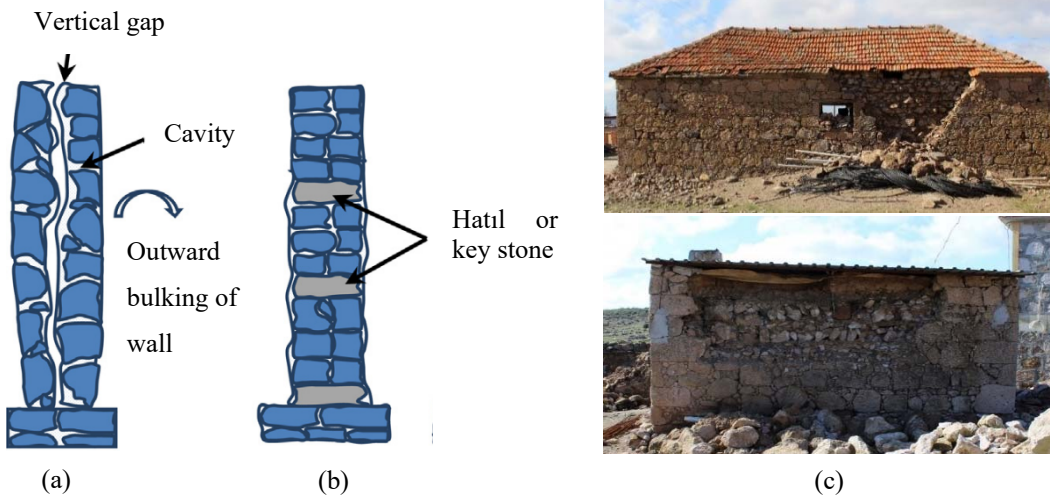 Vertical gap
Cavity
Outward
bulking of
wall
Hatıl or
key stone
(a)
(b)
(c)